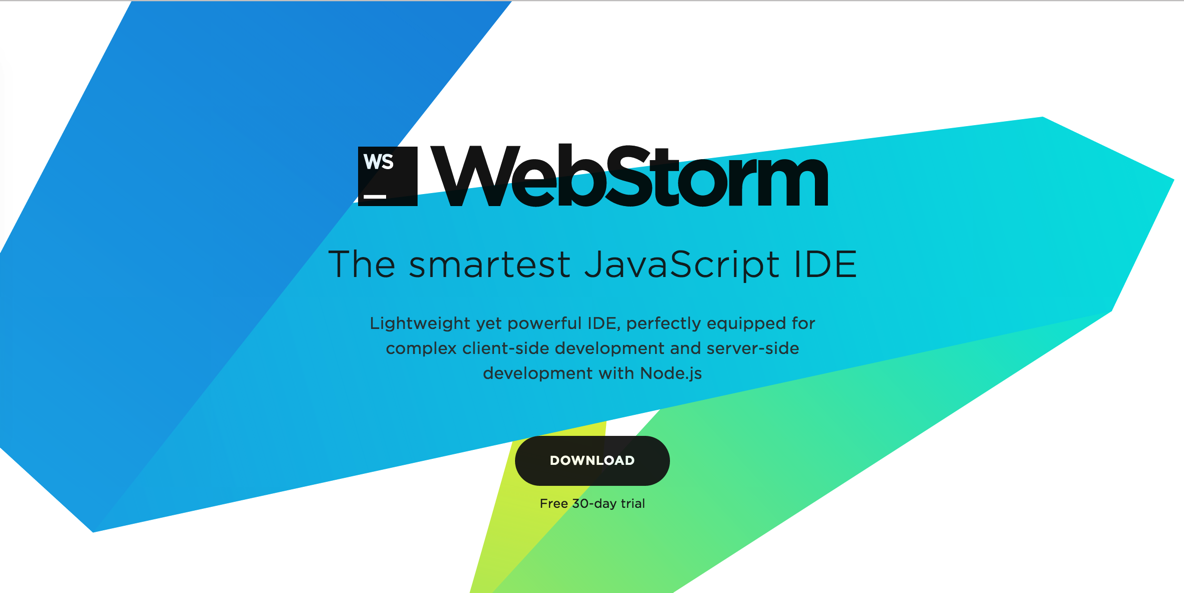 WS
WebStorm
The smartest JavaScript IDE
Lightweight yet powerful IDE, perfectly equipped for
complex client-side development and server-side
development with Node.js
DOWNLOAD
Free 30-day trial